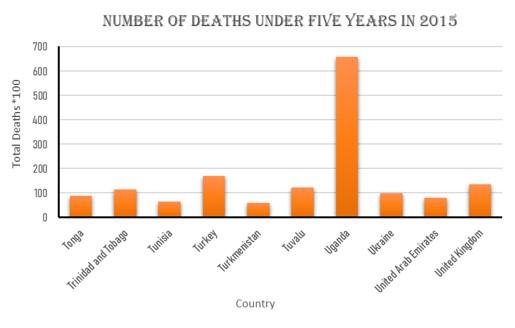 NUMBER OF DEATHS UNDER FIVE YEARS IN 2015
Total Deaths *100
700
600
500
400
300
200
100
0
Tonga
Trinidad and Tobago
Tunisia
Turkey
Turkmenistan
Tuvalu
Uganda
Ukraine
United Arab Emirates
United Kingdom
Country